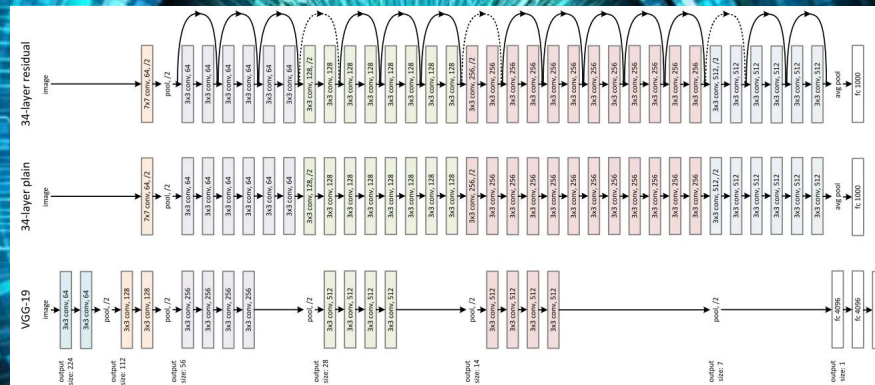 34-layer residual
image
7x7 conv, 64, /2
pool, /2
3x3 conv, 64
3x3 conv, 64
3x3 conv, 64
3x3 conv, 64
3x3 conv, 64
3x3 conv, 64
3x3 conv, 128, /2
3x3 conv, 128
3x3 conv, 128
3x3 conv, 128
3x3 conv, 128
3x3 conv, 128
3x3 conv, 128
3x3 conv, 128
3x3 conv, 256, /2
3x3 conv, 256
3x3 conv, 256
3x3 conv, 256
3x3 conv, 256
3x3 conv, 256
3x3 conv, 256
3x3 conv, 256
3x3 conv, 256
3x3 conv, 256
3x3 conv, 256
3x3 conv, 256
3x3 conv, 512, /2
3x3 conv, 512
3x3 conv, 512
3x3 conv, 512
3x3 conv, 512
3x3 conv, 512
avg pool
fc 1000
34-layer plain
image
7x7 conv, 64, /2
pool, /2
3x3 conv, 64
3x3 conv, 64
3x3 conv, 64
3x3 conv, 64
3x3 conv, 64
3x3 conv, 64
3x3 conv, 128, /2
3x3 conv, 128
3x3 conv, 128
3x3 conv, 128
3x3 conv, 128
3x3 conv, 128
3x3 conv, 128
3x3 conv, 128
3x3 conv, 256, /2
3x3 conv, 256
3x3 conv, 256
3x3 conv, 256
3x3 conv, 256
3x3 conv, 256
3x3 conv, 256
3x3 conv, 256
3x3 conv, 256
3x3 conv, 256
3x3 conv, 256
3x3 conv, 256
3x3 conv, 512, /2
3x3 conv, 512
3x3 conv, 512
3x3 conv, 512
3x3 conv, 512
3x3 conv, 512
avg pool
fc 1000
VGG-19
image
3x3 conv, 64
3x3 conv, 64
pool, /2
3x3 conv, 128
3x3 conv, 128
pool, /2
3x3 conv, 256
3x3 conv, 256
3x3 conv, 256
3x3 conv, 256
pool, /2
3x3 conv, 512
3x3 conv, 512
3x3 conv, 512
3x3 conv, 512
pool, /2
3x3 conv, 512
3x3 conv, 512
3x3 conv, 512
3x3 conv, 512
pool, /2
fc 4096
fc 4096
output
size: 224
output
size: 112
output
size: 56
output
size: 28
output
size: 14
output
size: 7
output
size: 1